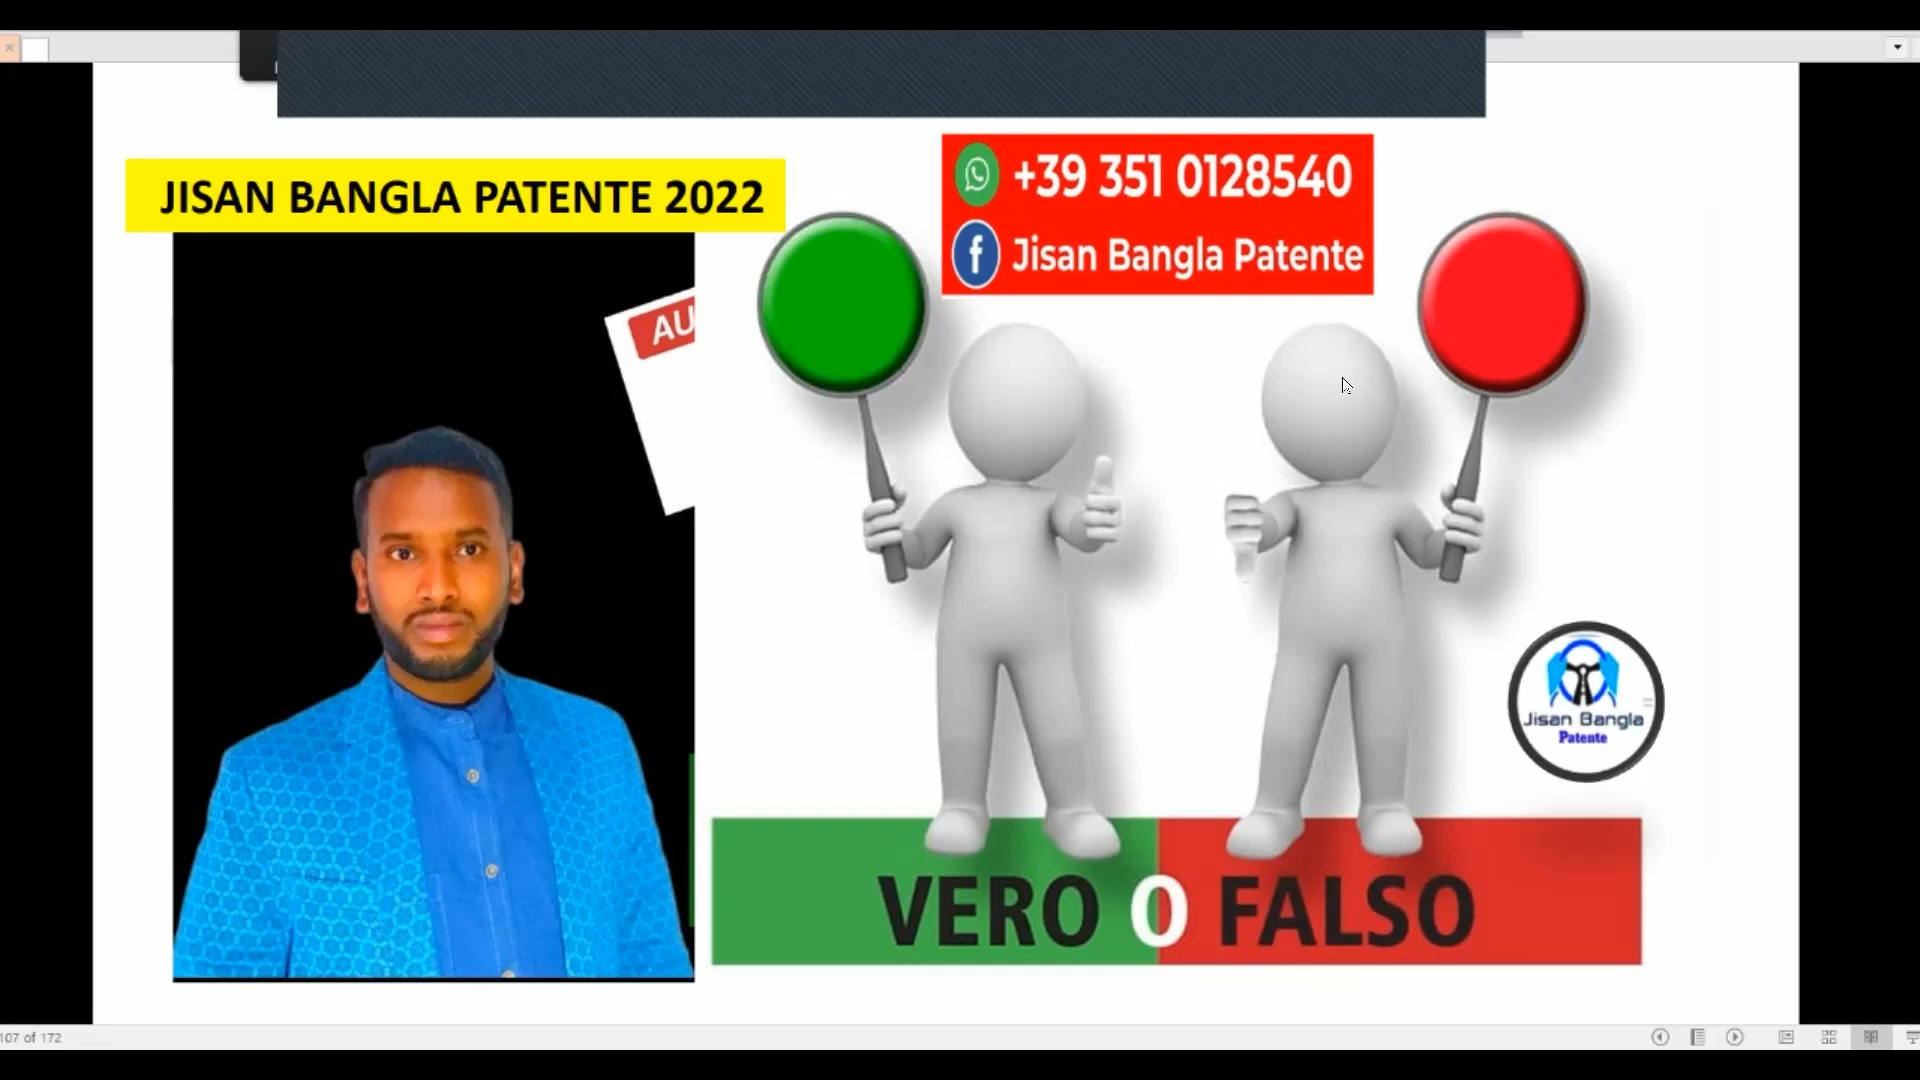 JISAN BANGLA PATENTE 2022
+39 351 0128540
Jisan Bangla Patente
AU
Jisan Bangla
Patente
VERO O FALSO
107 of 172